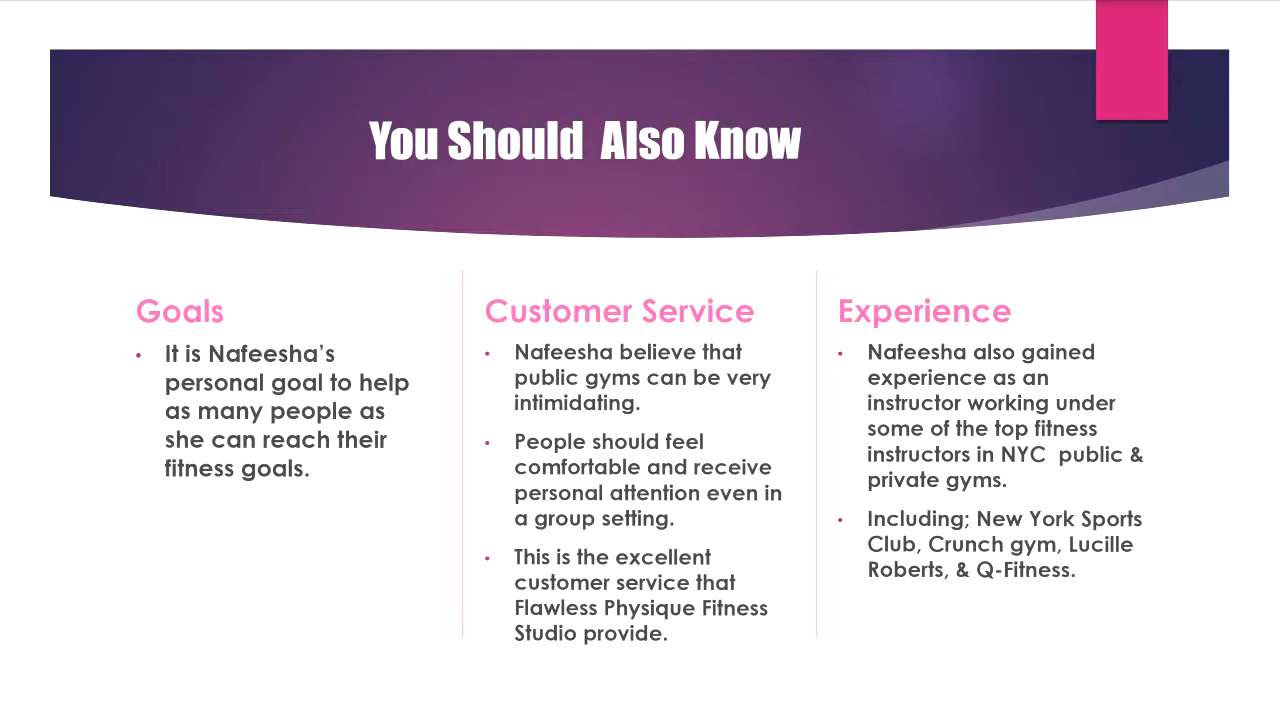 You Should  Also Know
Goals
• It is Nafeesha’s
personal goal to help
as many people as
she can reach their
fitness goals.
Customer Service
• Nafeesha believe that
public gyms can be very
intimidating.
• People should feel
comfortable and receive
personal attention even in
a group setting.
• This is the excellent
customer service that
Flawless Physique Fitness
Studio provide.
Experience
• Nafeesha also gained
experience as an
instructor working under
some of the top fitness
instructors in NYC  public &
private gyms.
• Including; New York Sports
Club, Crunch gym, Lucille
Roberts, & Q-Fitness.